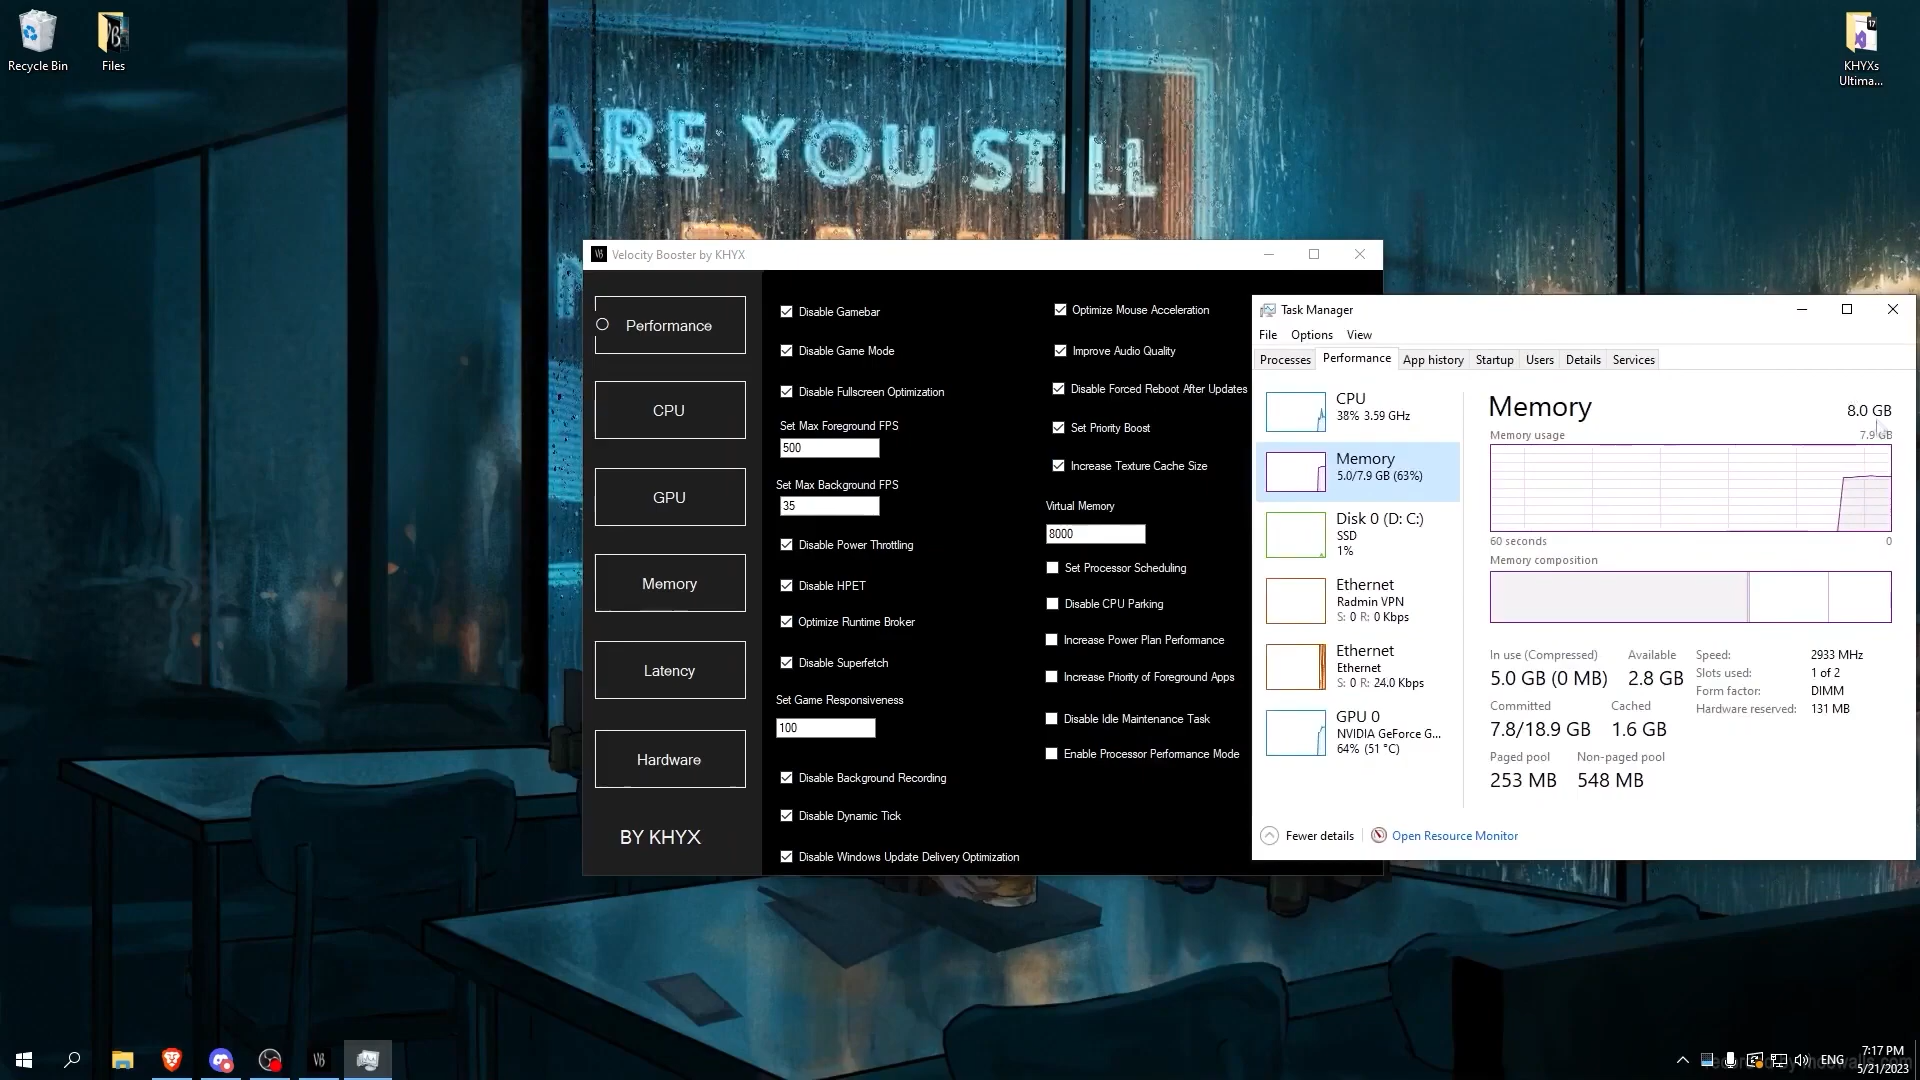 Recycle Bin
Files
KHYXs
Ultima...
ARE YOU STILL
Velocity Booster by KHYX
Performance
CPU
GPU
Memory
Latency
Hardware
BY KHYX
Disable Gamebar
Disable Game Mode
Disable Fullscreen Optimization
Set Max Foreground FPS
500
Set Max Background FPS
35
Disable Power Throttling
Disable HPET
Optimize Runtime Broker
Disable Superfetch
Set Game Responsiveness
100
Disable Background Recording
Disable Dynamic Tick
Disable Windows Update Delivery Optimization
Optimize Mouse Acceleration
Improve Audio Quality
Disable Forced Reboot After Updates
Set Priority Boost
Increase Texture Cache Size
Virtual Memory
8000
Set Processor Scheduling
Disable CPU Parking
Increase Power Plan Performance
Increase Priority of Foreground Apps
Disable Idle Maintenance Task
Enable Processor Performance Mode
Task Manager
File Options View
Processes Performance App history Startup Users Details Services
CPU
38% 3.59 GHz
Memory
5.0/7.9 GB (63%)
Disk 0 (D: C:)
SSD
1%
Ethernet
Radmin VPN
S: 0 R: 0 Kbps
Ethernet
Ethernet
S: 0 R: 24.0 Kbps
GPU 0
NVIDIA GeForce G...
64% (51 °C)
Memory 8.0 GB
Memory usage 7.9 GB
60 seconds 0
Memory composition
In use (Compressed) Available
5.0 GB (0 MB) 2.8 GB
Committed Cached
7.8/18.9 GB 1.6 GB
Paged pool Non-paged pool
253 MB 548 MB
Speed: 2933 MHz
Slots used: 1 of 2
Form factor: DIMM
Hardware reserved: 131 MB
Fewer details Open Resource Monitor
ENG
7:17 PM
5/21/2023